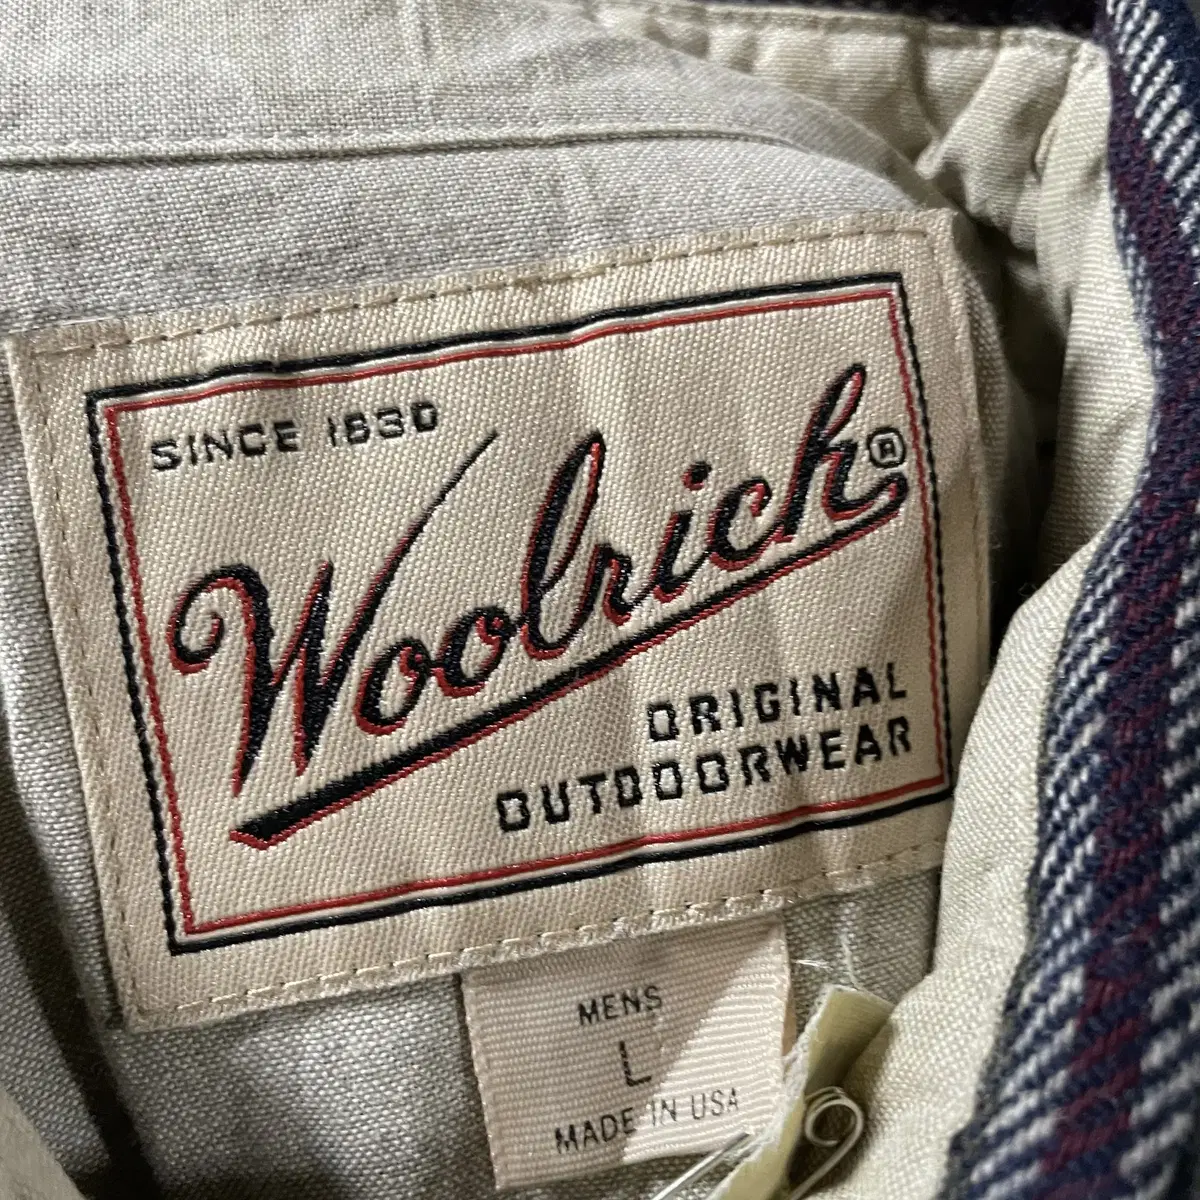 SINCE 1830
Woolrich®
ORIGINAL
OUTDOORWEAR
MENS
L
MADE IN USA